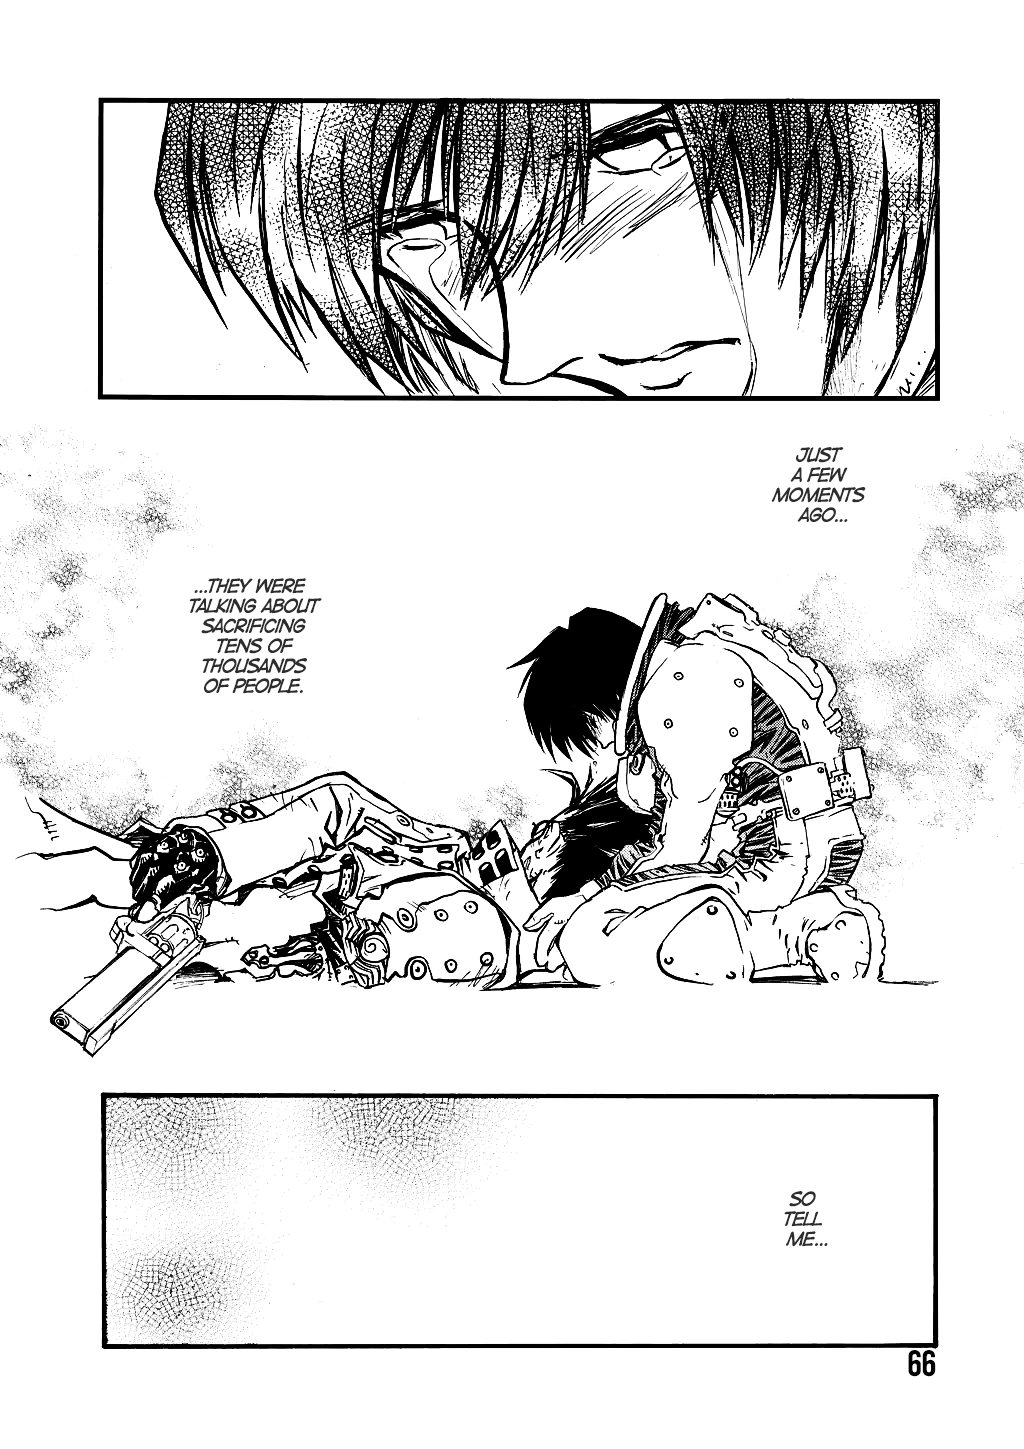 JUST
A FEW
MOMENTS
AGO...
...THEY WERE
TALKING ABOUT
SACRIFICING
TENS OF
THOUSANDS
OF PEOPLE.
SO
TELL
ME...
66